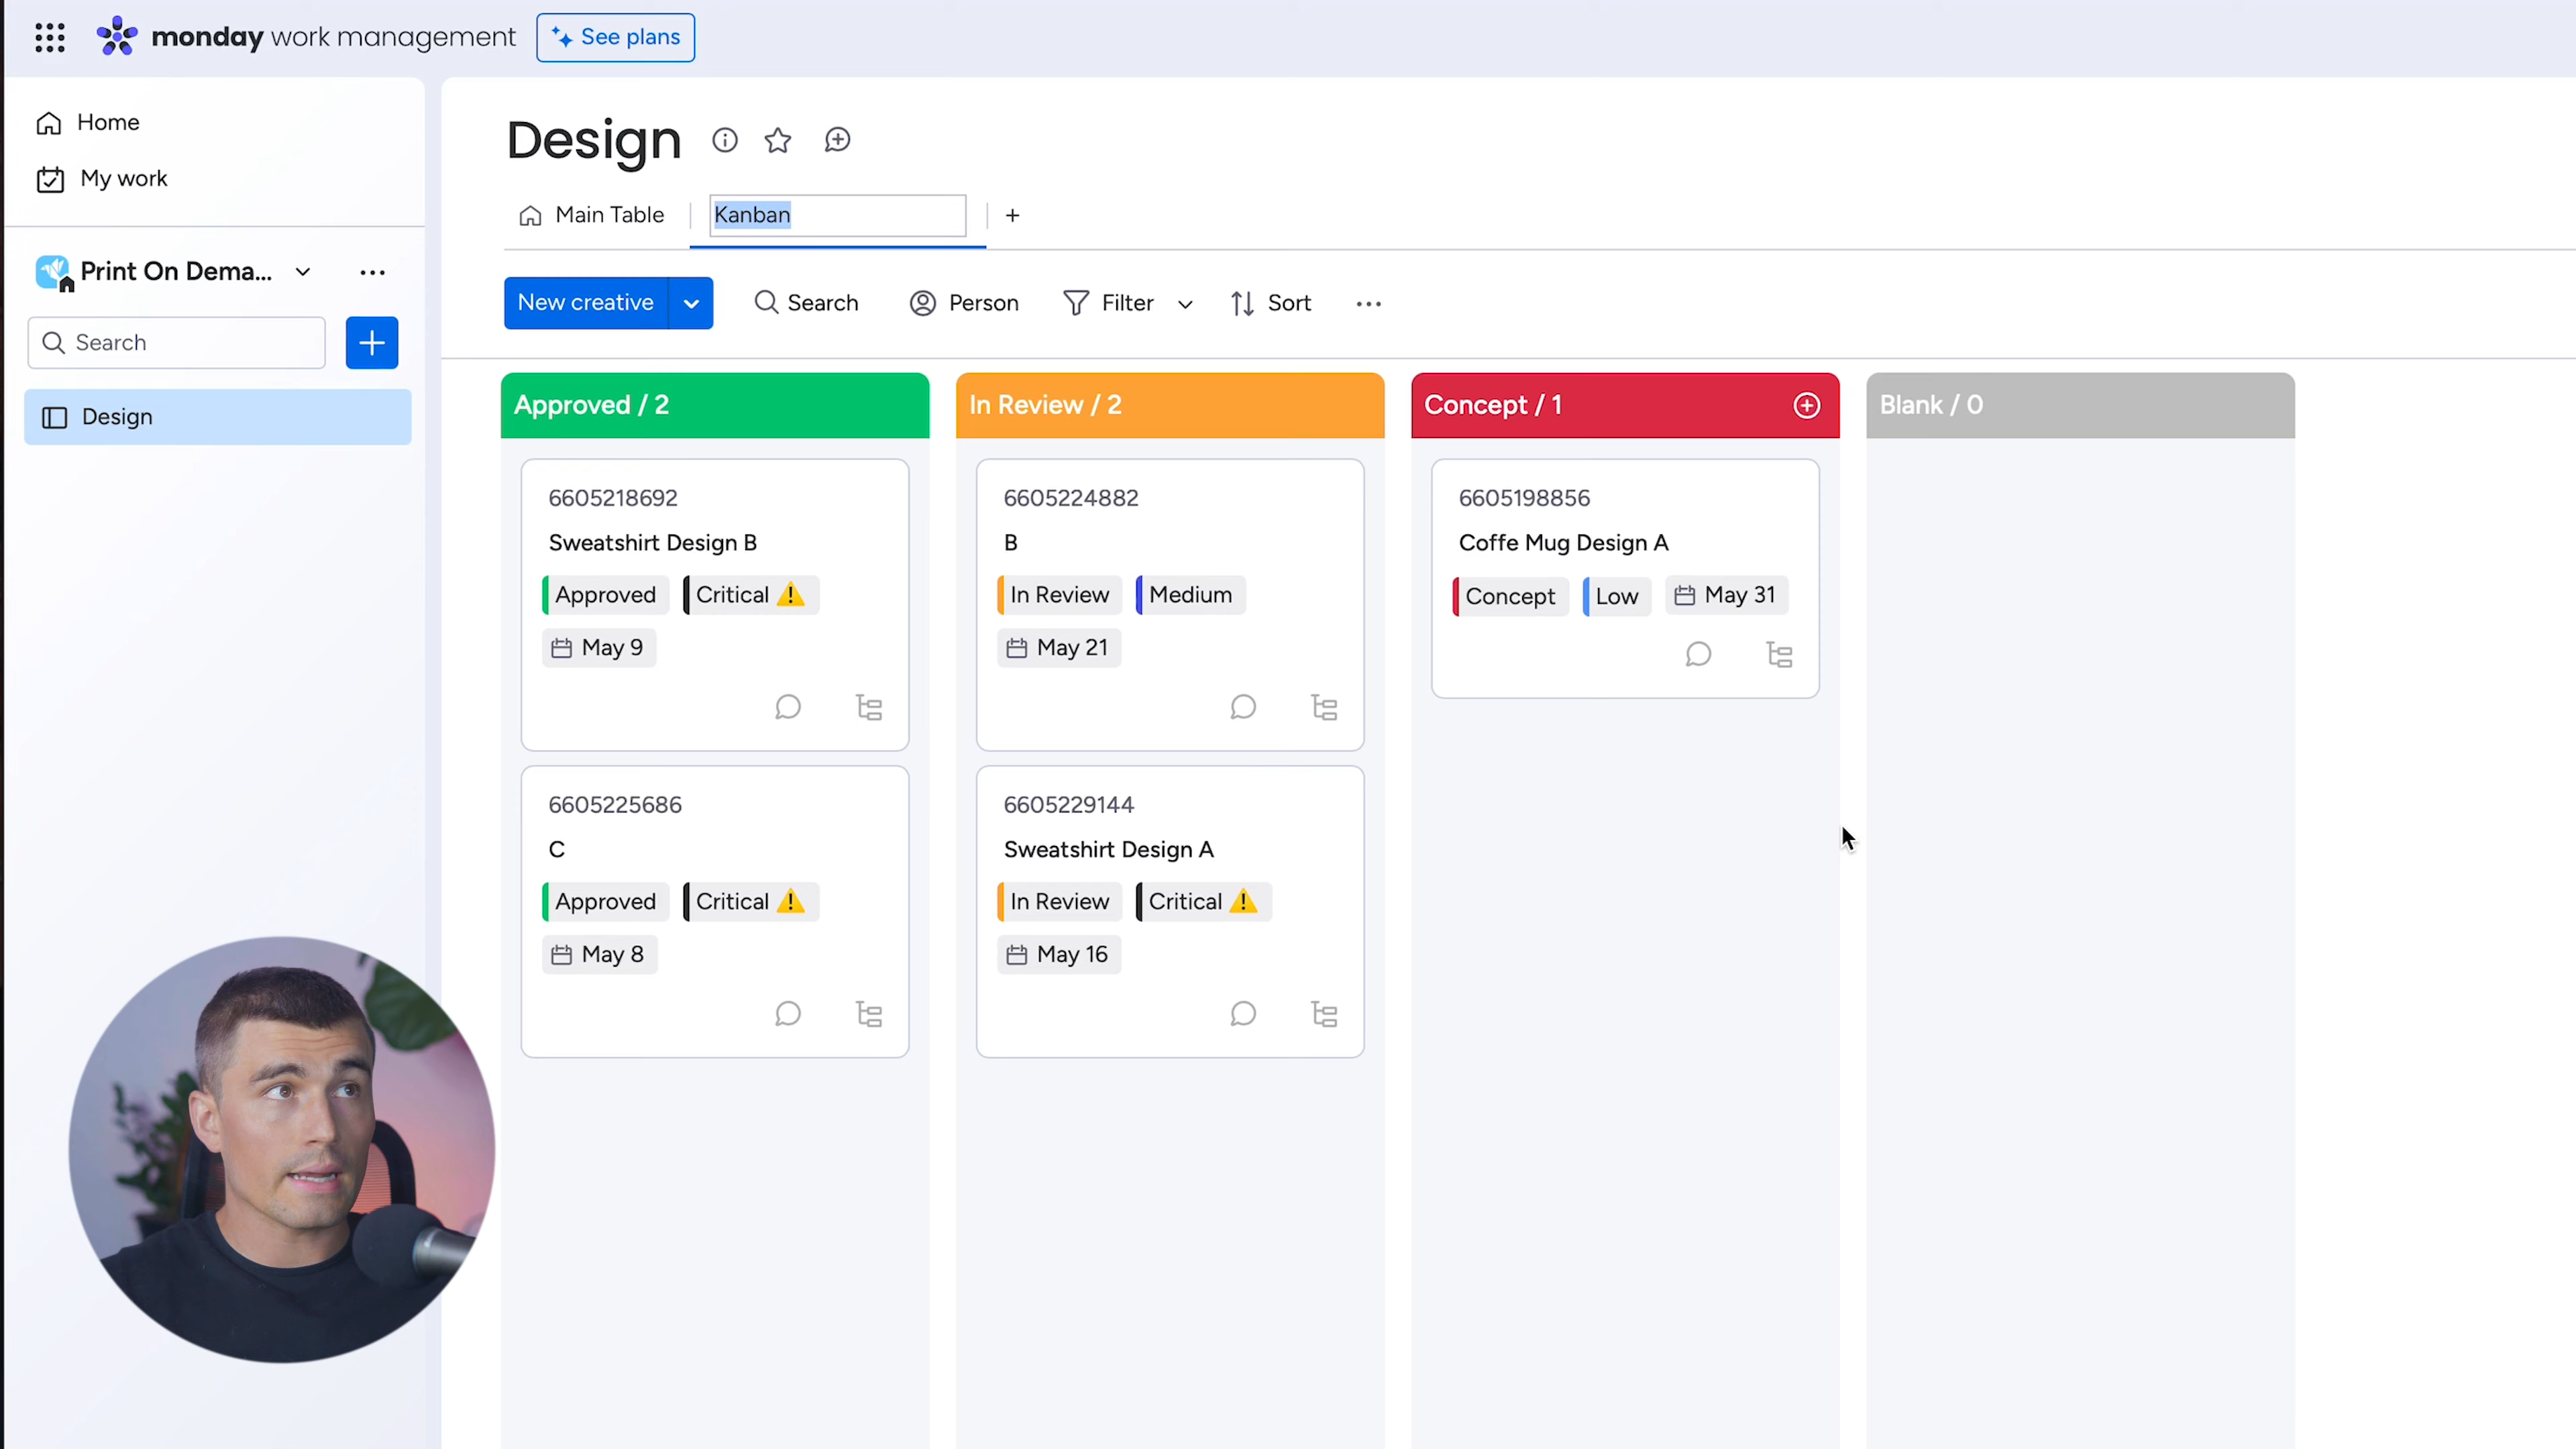 monday work management
See plans
Home
My work
Print On Dema...
Search
Design
Design
Main Table
Kanban
+
New creative
Search
Person
Filter
Sort
Approved / 2
6605218692
Sweatshirt Design B
Approved
Critical
May 9
6605225686
C
Approved
Critical
May 8
In Review / 2
6605224882
B
In Review
Medium
May 21
6605229144
Sweatshirt Design A
In Review
Critical
May 16
Concept / 1
6605198856
Coffe Mug Design A
Concept
Low
May 31
Blank / 0